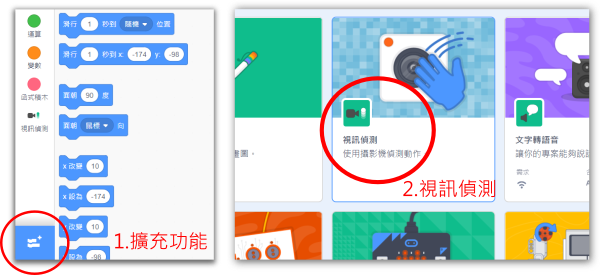 運算
變數
函式積木
視訊偵測
滑行 1 秒到 隨機 位置
滑行 1 秒到 x: -174 y: -98
面朝 90 度
面朝 鼠標 向
x 改變 10
x 設為 -174
y 改變 10
設為 -98
1.擴充功能
畫圖。
視訊偵測
使用攝影機偵測動作
2.視訊偵測
文字轉語音
讓你的專案能夠說話
需求